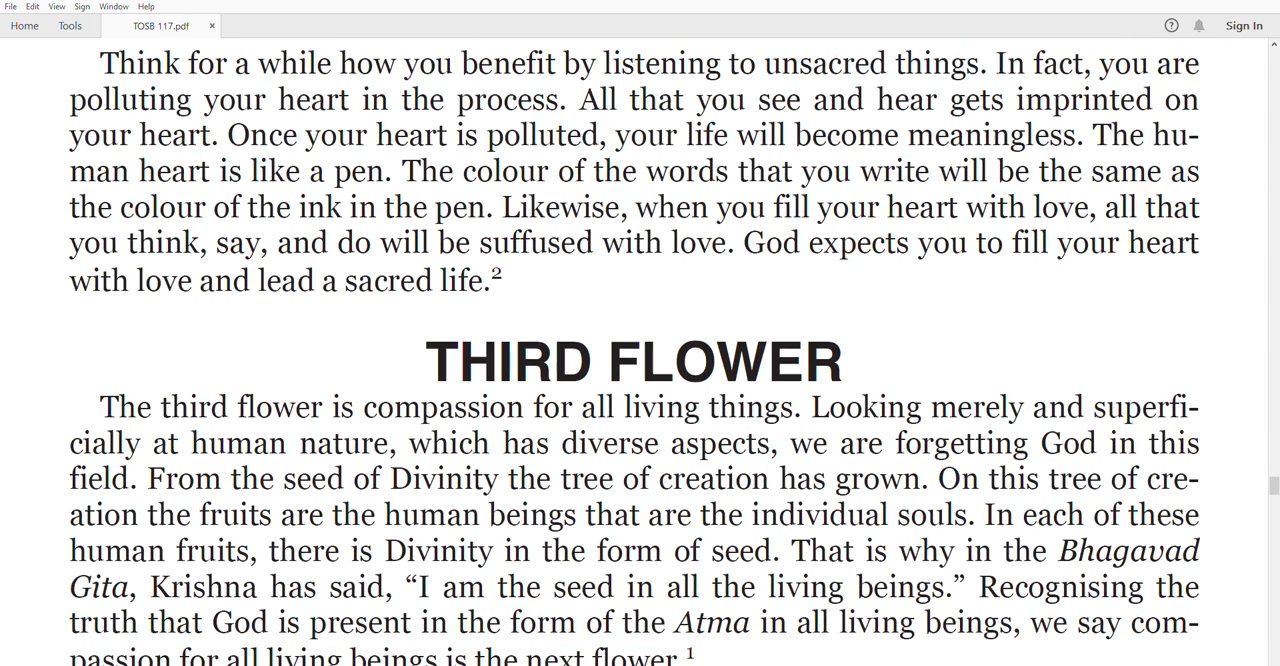 File Edit View Sign Window Help
Home Tools TOSB 117.pdf × ? Sign In
Think for a while how you benefit by listening to unsacred things. In fact, you are
polluting your heart in the process. All that you see and hear gets imprinted on
your heart. Once your heart is polluted, your life will become meaningless. The hu-
man heart is like a pen. The colour of the words that you write will be the same as
the colour of the ink in the pen. Likewise, when you fill your heart with love, all that
you think, say, and do will be suffused with love. God expects you to fill your heart
with love and lead a sacred life.²
THIRD FLOWER
The third flower is compassion for all living things. Looking merely and superfi-
cially at human nature, which has diverse aspects, we are forgetting God in this
field. From the seed of Divinity the tree of creation has grown. On this tree of cre-
ation the fruits are the human beings that are the individual souls. In each of these
human fruits, there is Divinity in the form of seed. That is why in the Bhagavad
Gita, Krishna has said, “I am the seed in all the living beings.” Recognising the
truth that God is present in the form of the Atma in all living beings, we say com-
passion for all living beings is the next flower.¹